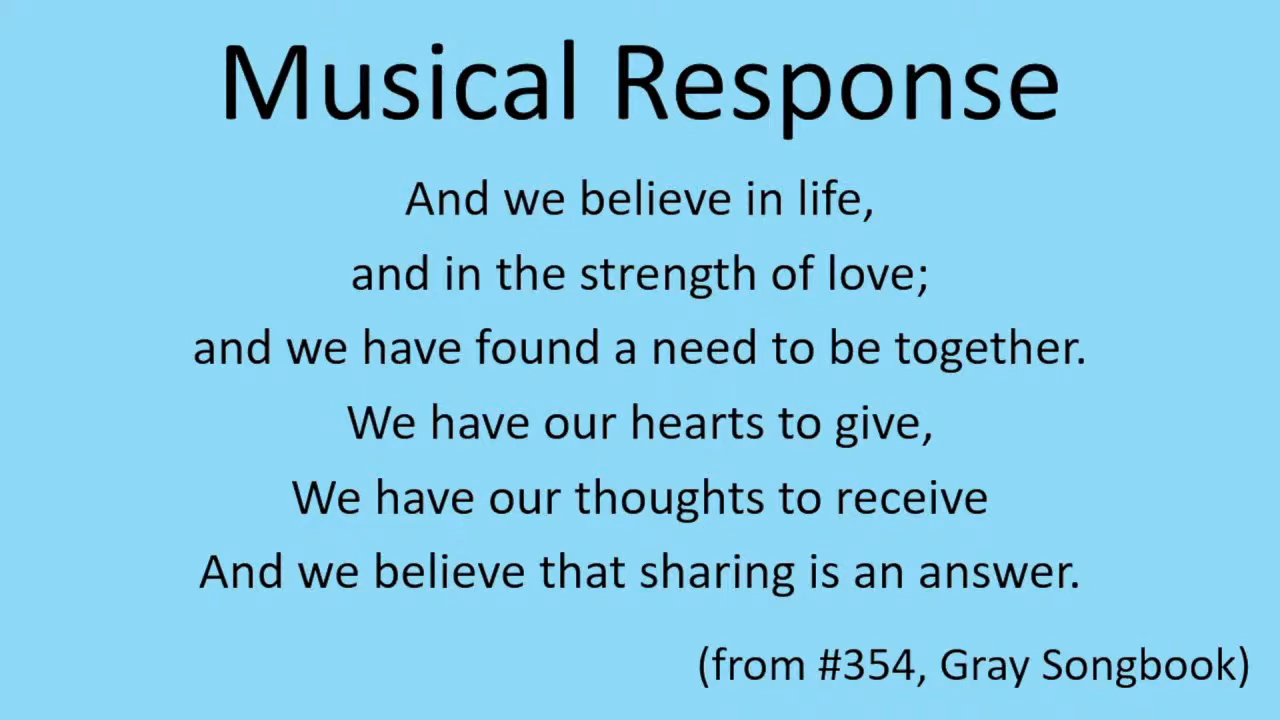 Musical Response
And we believe in life,
and in the strength of love;
and we have found a need to be together.
We have our hearts to give,
We have our thoughts to receive
And we believe that sharing is an answer.
(from #354, Gray Songbook)